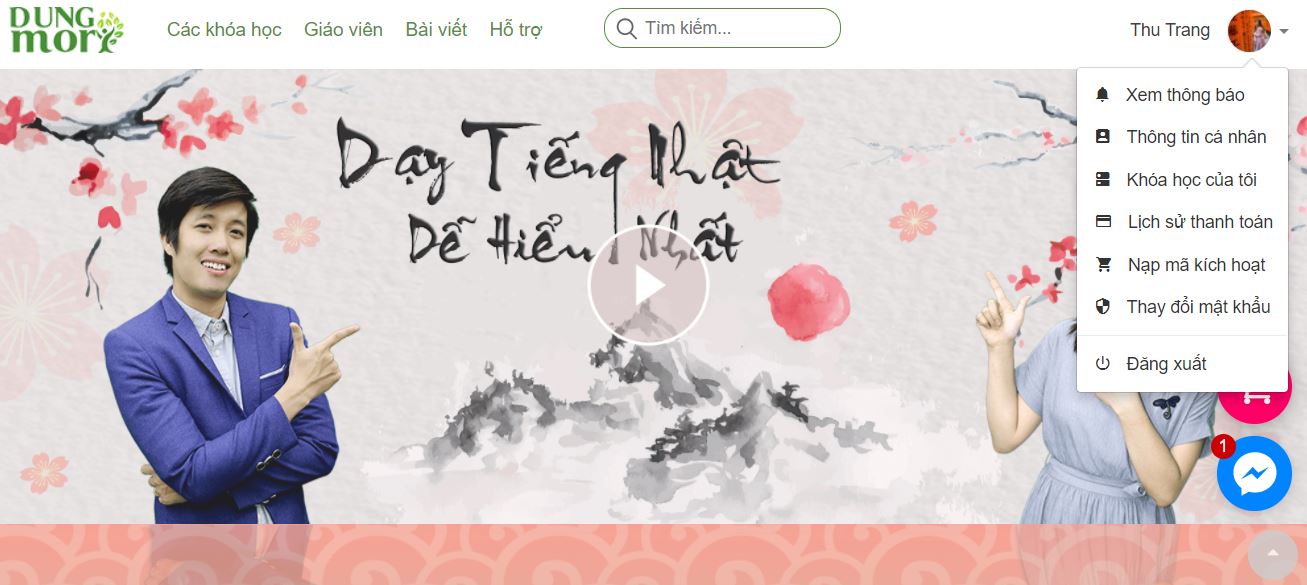 DUNG
mori
Các khóa học Giáo viên Bài viết Hỗ trợ
Tìm kiếm...
Thu Trang
Xem thông báo
Thông tin cá nhân
Khóa học của tôi
Lịch sử thanh toán
Nạp mã kích hoạt
Thay đổi mật khẩu
Đăng xuất
Dạy Tiếng Nhật
Dễ Hiểu Nhất
1